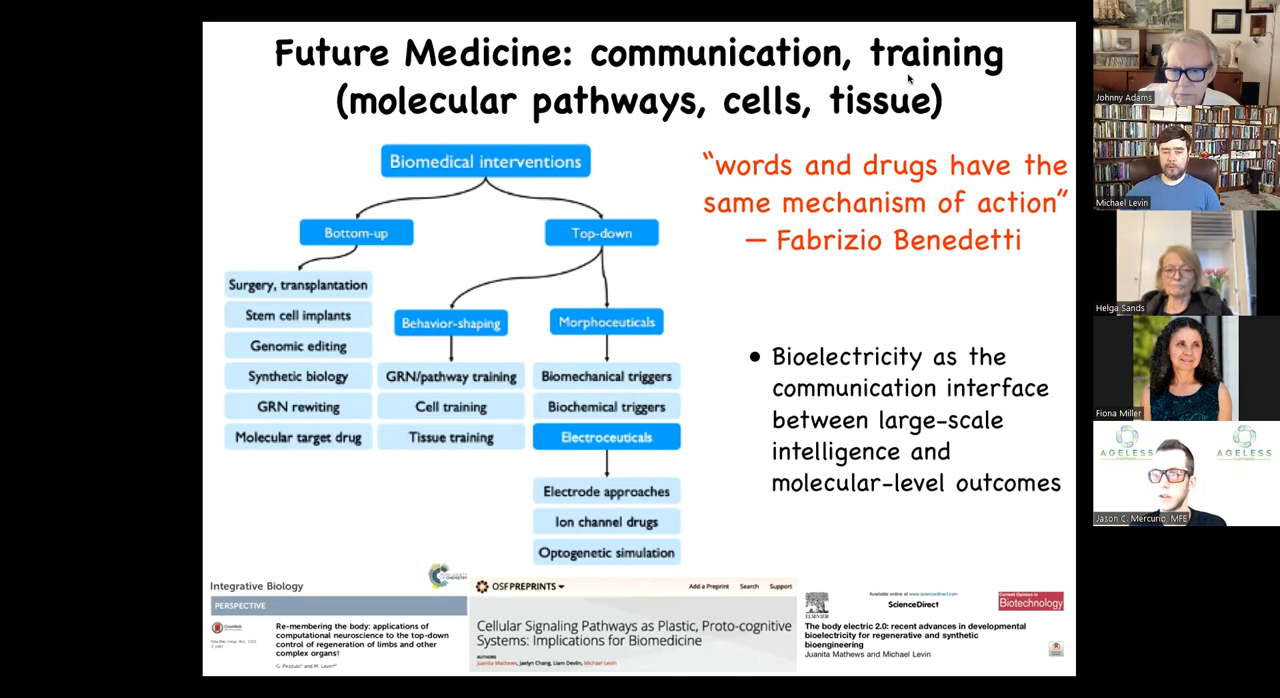 Future Medicine: communication, training
(molecular pathways, cells, tissue)
Biomedical interventions
Bottom-up
Top-down
Surgery, transplantation
Stem cell implants
Genomic editing
Synthetic biology
GRN rewiting
Molecular target drug
Behavior-shaping
GRN/pathway training
Cell training
Tissue training
Morphoceuticals
Biomechanical triggers
Biochemical triggers
Electroceuticals
Electrode approaches
Ion channel drugs
Optogenetic simulation
“words and drugs have the
same mechanism of action”
— Fabrizio Benedetti
• Bioelectricity as the
communication interface
between large-scale
intelligence and
molecular-level outcomes
Integrative Biology
PERSPECTIVE
Re-membering the body: applications of
computational neuroscience to the top-down
control of regeneration of limbs and other
complex organs†
G. Pezzulo and M. Levin
OSFPREPRINTS
Add a Preprint
Search
Support
Cellular Signaling Pathways as Plastic, Proto-cognitive
Systems: Implications for Biomedicine
AUTHORS
Juanita Mathews, Jaelyn Chang, Liam Devlin, Michael Levin
ELSEVIER
Available online at www.sciencedirect.com
ScienceDirect
Current Opinion in
Biotechnology
The body electric 2.0: recent advances in developmental
bioelectricity for regenerative and synthetic
bioengineering
Juanita Mathews and Michael Levin
Johnny Adams
Michael Levin
Helga Sands
Fiona Miller
AGELESS
AGELESS
Jason C. Mercurio, MFE